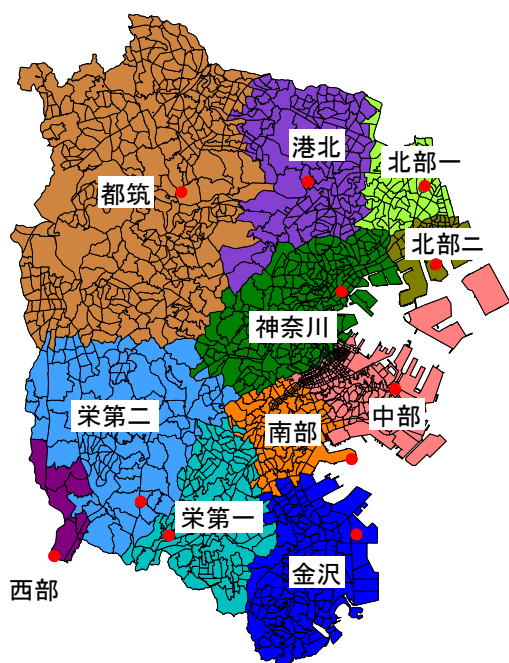 港北
北部一
都筑
北部二
神奈川
栄第二
中部
南部
栄第一
金沢
西部